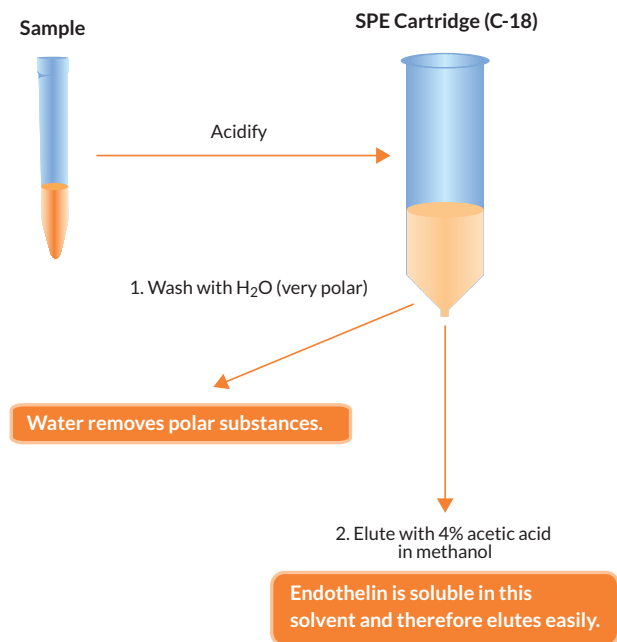 Sample
SPE Cartridge (C-18)
Acidify
1. Wash with H₂O (very polar)
Water removes polar substances.
2. Elute with 4% acetic acid
in methanol
Endothelin is soluble in this
solvent and therefore elutes easily.